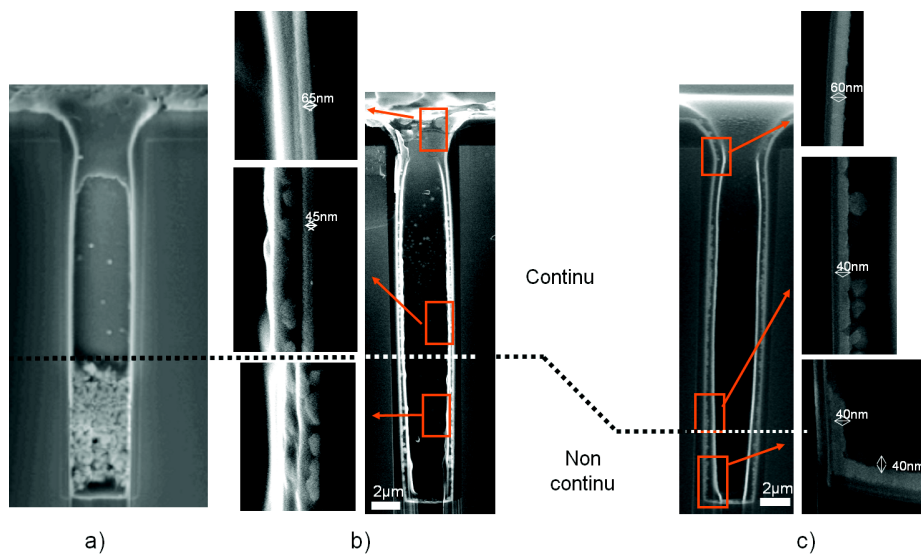 65nm
60nm
45nm
40nm
Continu
40nm
40nm
Non
continu
2µm
2µm
a)
b)
c)